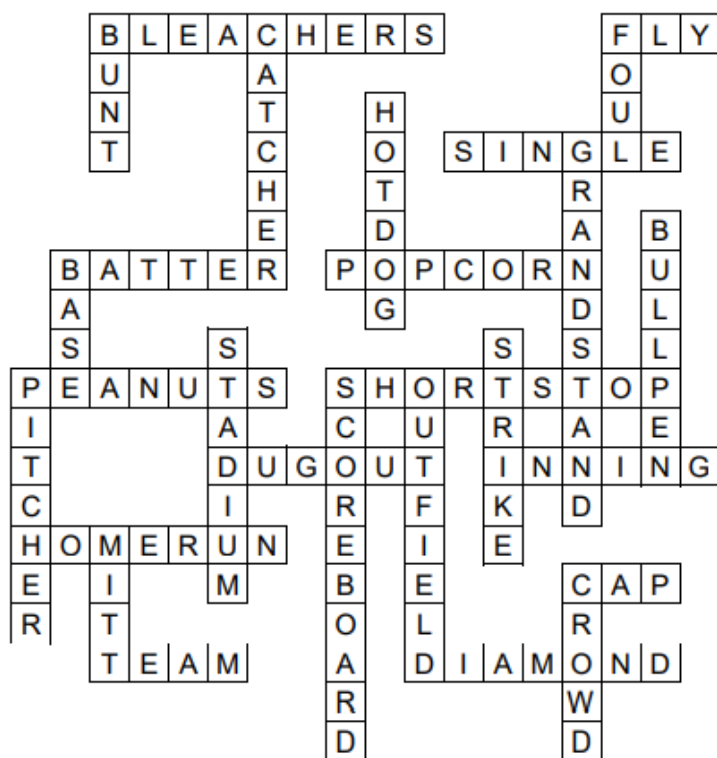 BLEACHERS
BUNT
CATCHER
FLY
FOUL
HOTDOG
SINGLE
GRANDSTAND
BULLPEN
BATTER
BASE
POPCORN
STADIUM
STRIKE
PEANUTS
PITCHER
SHORTSTOP
SCOREBOARD
OUTFIELD
DUGOUT
INNING
HOMERUN
MITT
CAP
CROWD
TEAM
DIAMOND